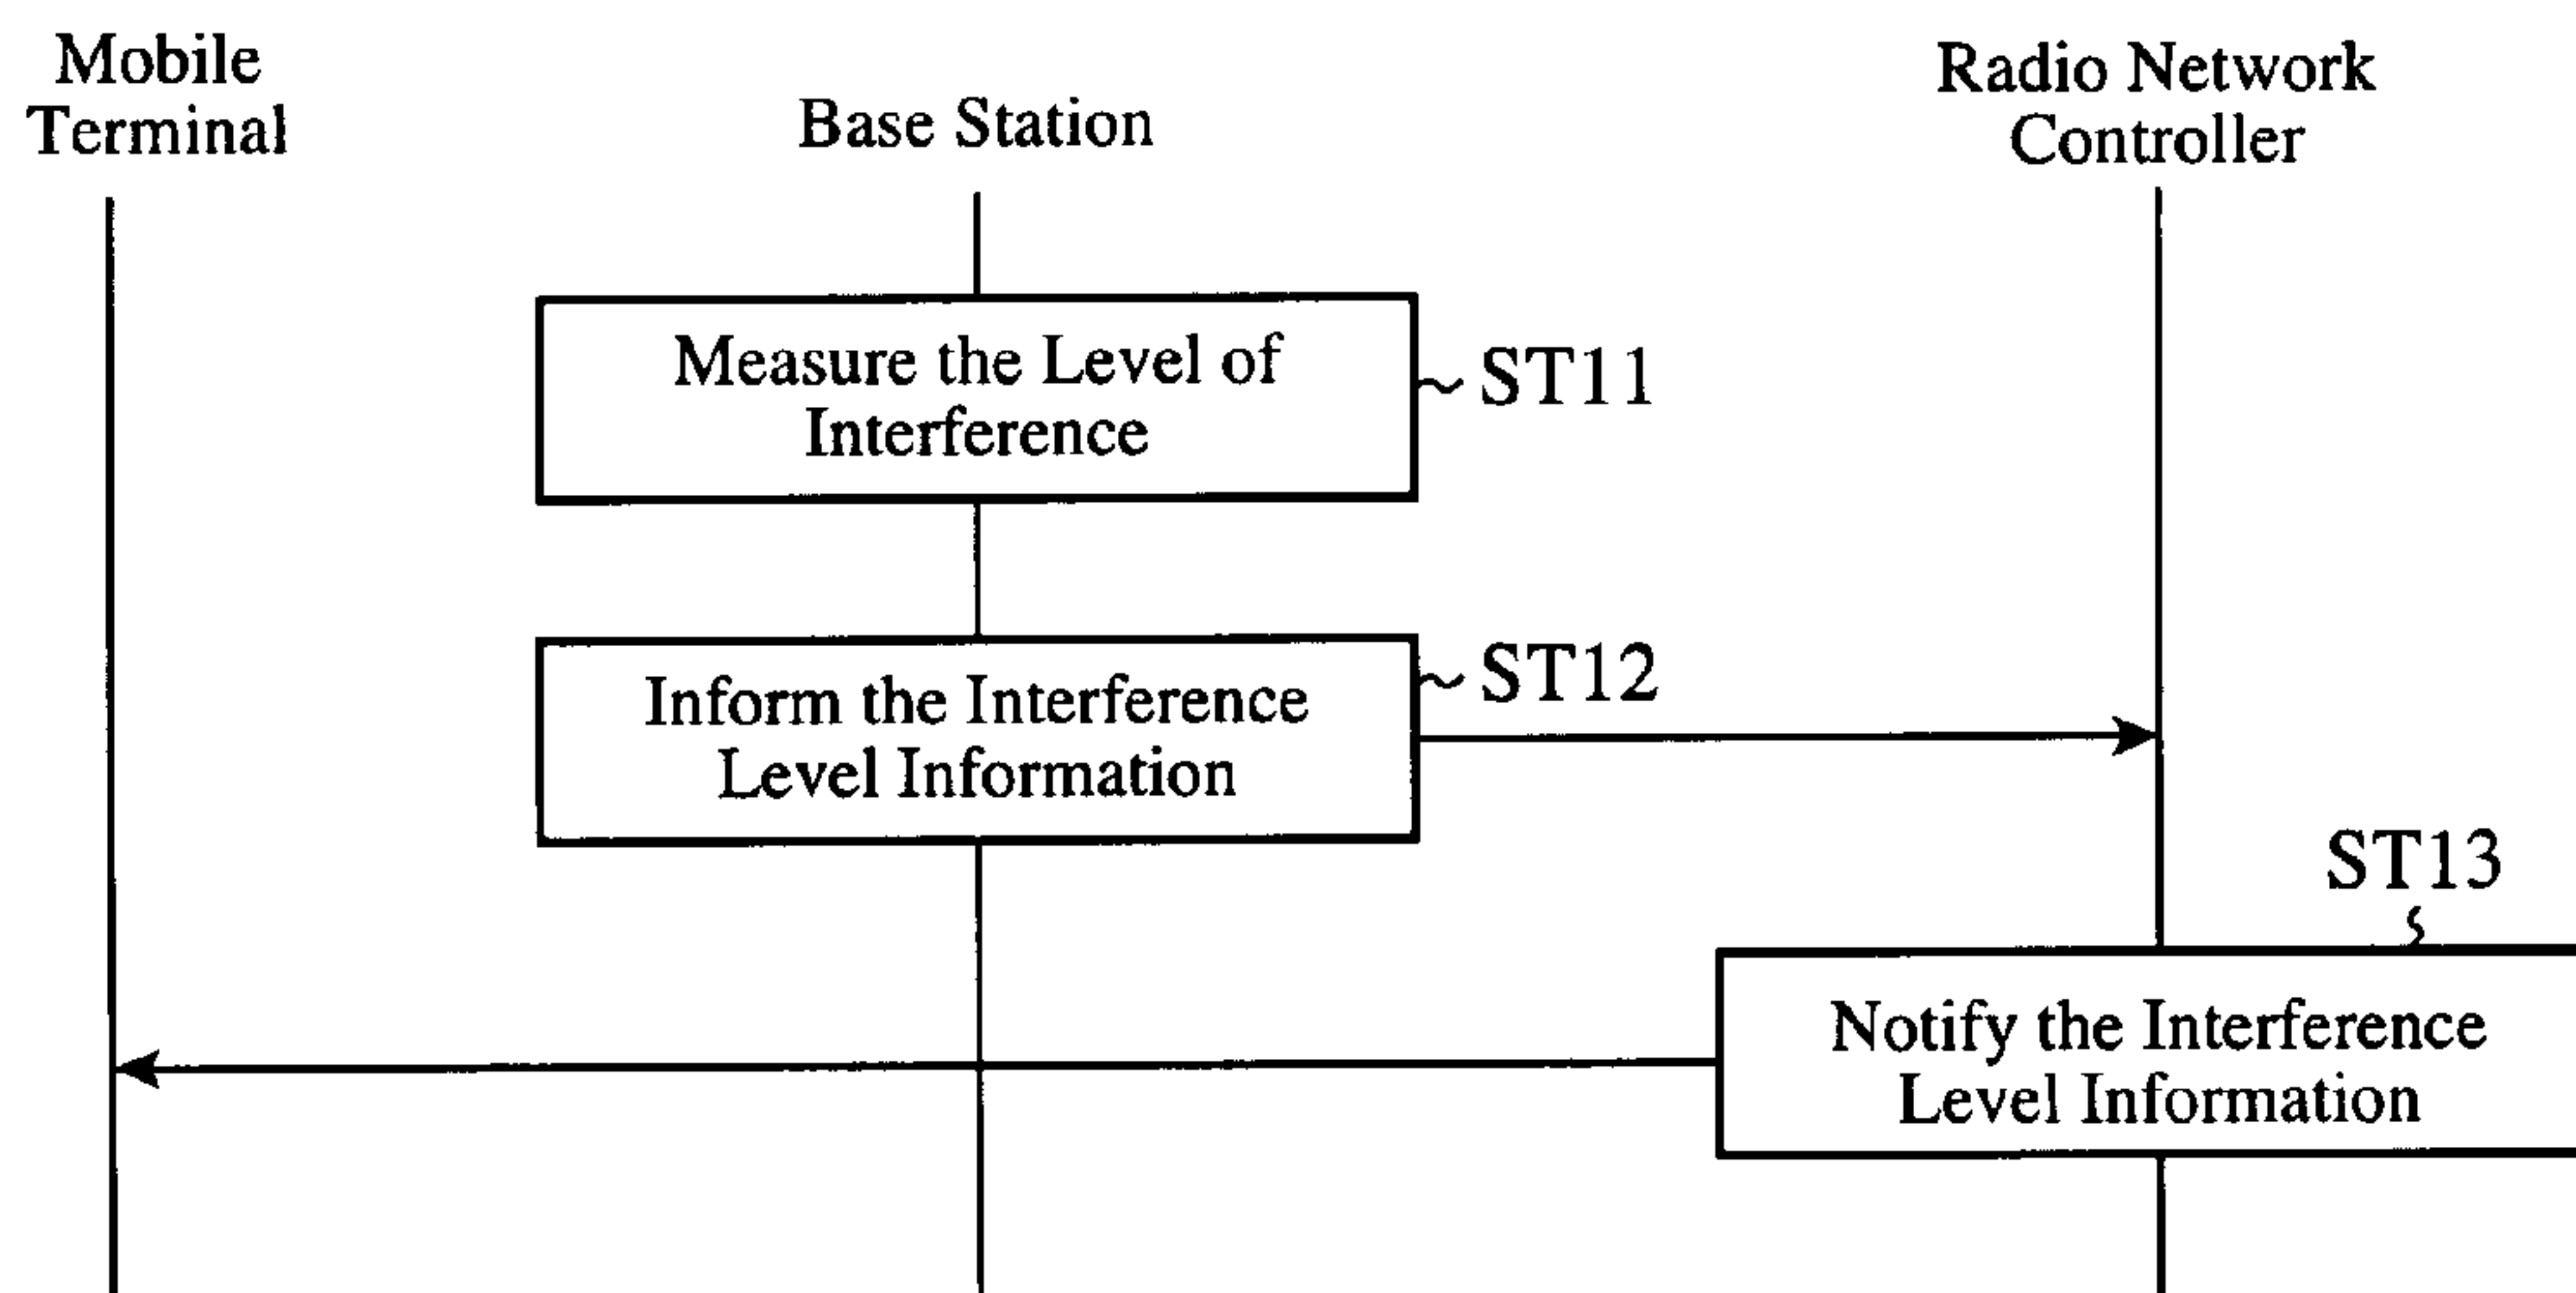 Mobile
Terminal
Base Station
Radio Network
Controller
Measure the Level of
Interference
ST11
Inform the Interference
Level Information
ST12
ST13
Notify the Interference
Level Information